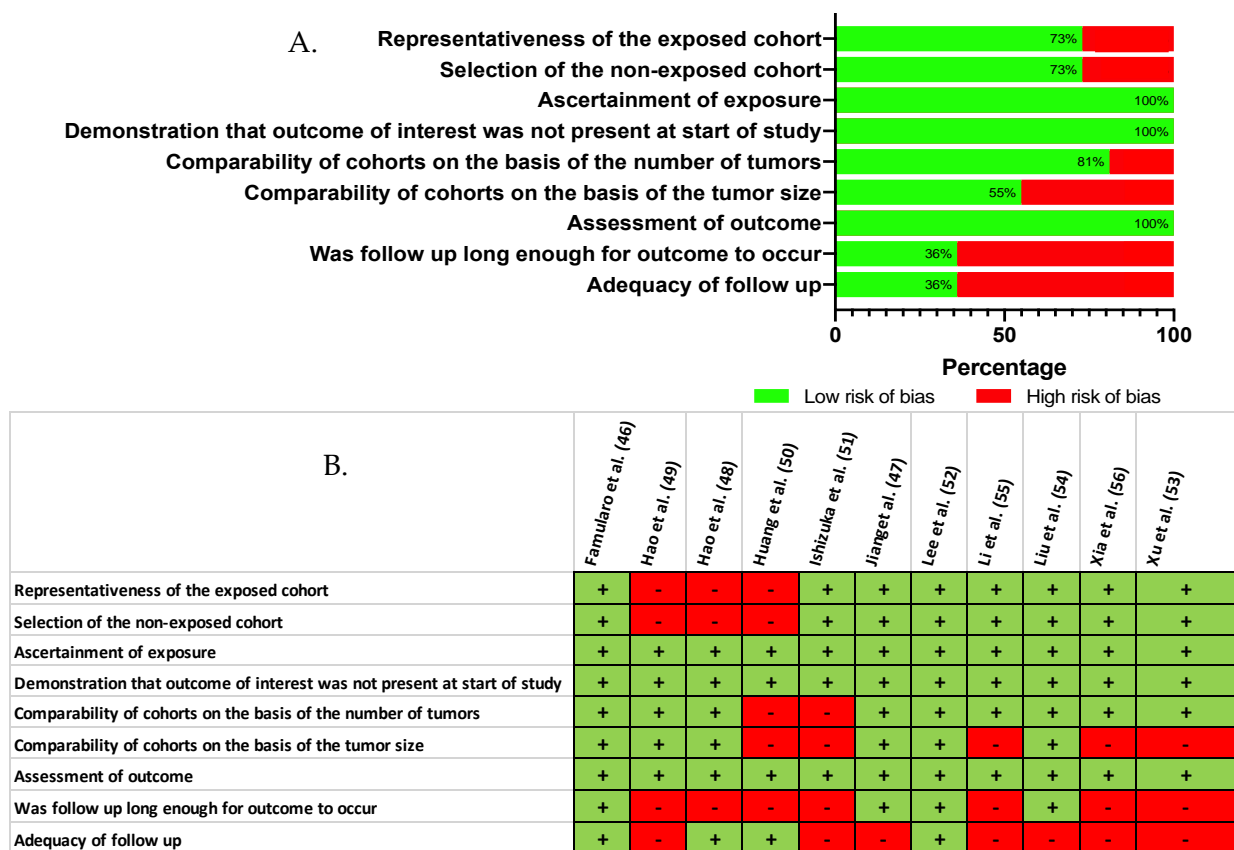 A.
Representativeness of the exposed cohort 73%
Selection of the non-exposed cohort 73%
Ascertainment of exposure 100%
Demonstration that outcome of interest was not present at start of study 100%
Comparability of cohorts on the basis of the number of tumors 81%
Comparability of cohorts on the basis of the tumor size 55%
Assessment of outcome 100%
Was follow up long enough for outcome to occur 36%
Adequacy of follow up 36%
0 50 100
Percentage
Low risk of bias High risk of bias
B. Famularo et al. (46) Hao et al. (49) Hao et al. (48) Huang et al. (50) Ishizuka et al. (51) Jianget al. (47) Lee et al. (52) Li et al. (55) Liu et al. (54) Xia et al. (56) Xu et al. (53)
Representativeness of the exposed cohort + - - - + + + + + + +
Selection of the non-exposed cohort + - - - + + + + + + +
Ascertainment of exposure + + + + + + + + + + +
Demonstration that outcome of interest was not present at start of study + + + + + + + + + + +
Comparability of cohorts on the basis of the number of tumors + + + - - + + + + + +
Comparability of cohorts on the basis of the tumor size + + + - - + + - + - -
Assessment of outcome + + + + + + + + + + +
Was follow up long enough for outcome to occur + - - - - + + - + - -
Adequacy of follow up + - + + - - + - - - -